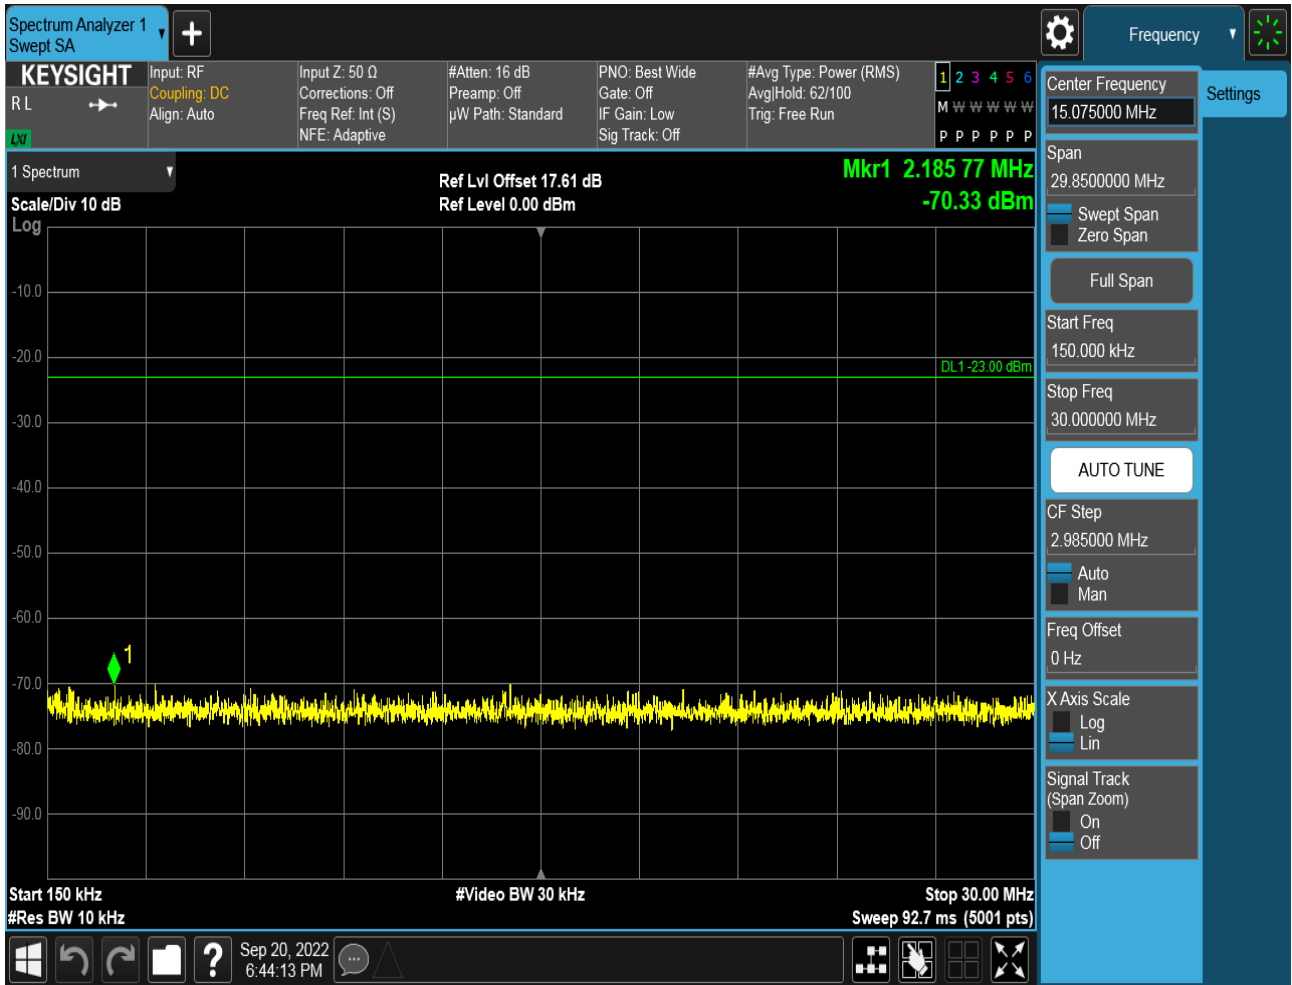 Spectrum Analyzer 1
Swept SA
Frequency
KEYSIGHT
R L
LXI
Input: RF
Coupling: DC
Align: Auto
Input Z: 50 Ω
Corrections: Off
Freq Ref: Int (S)
NFE: Adaptive
#Atten: 16 dB
Preamp: Off
µW Path: Standard
PNO: Best Wide
Gate: Off
IF Gain: Low
Sig Track: Off
#Avg Type: Power (RMS)
Avg|Hold: 62/100
Trig: Free Run
1 2 3 4 5 6
M W W W W W
P P P P P P
1 Spectrum
Scale/Div 10 dB
Log
Ref Lvl Offset 17.61 dB
Ref Level 0.00 dBm
Mkr1 2.185 77 MHz
-70.33 dBm
-10.0
-20.0
DL1 -23.00 dBm
-30.0
-40.0
-50.0
-60.0
1
-70.0
-80.0
-90.0
Start 150 kHz
#Res BW 10 kHz
#Video BW 30 kHz
Stop 30.00 MHz
Sweep 92.7 ms (5001 pts)
Center Frequency
15.075000 MHz
Settings
Span
29.8500000 MHz
Swept Span
Zero Span
Full Span
Start Freq
150.000 kHz
Stop Freq
30.000000 MHz
AUTO TUNE
CF Step
2.985000 MHz
Auto
Man
Freq Offset
0 Hz
X Axis Scale
Log
Lin
Signal Track
(Span Zoom)
On
Off
?
Sep 20, 2022
6:44:13 PM